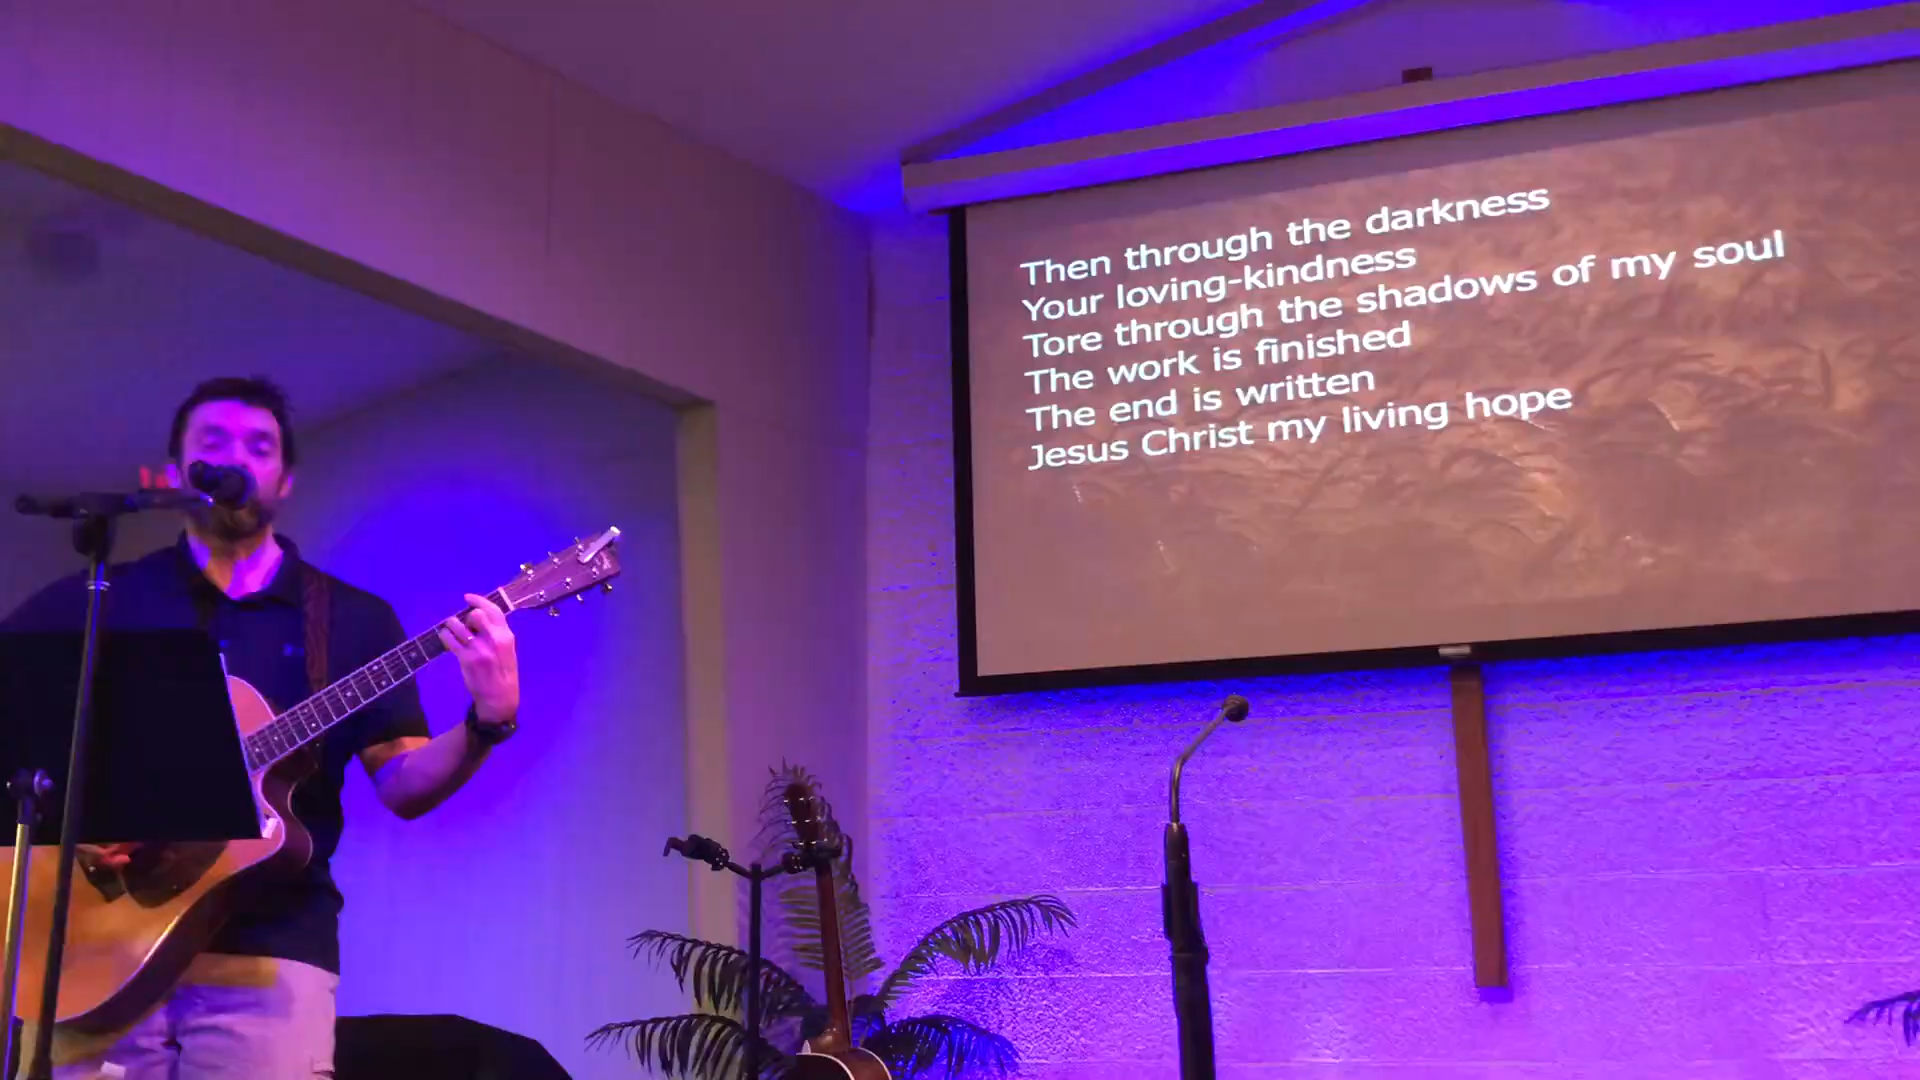 Then through the darkness
Your loving-kindness
Tore through the shadows of my soul
The work is finished
The end is written
Jesus Christ my living hope